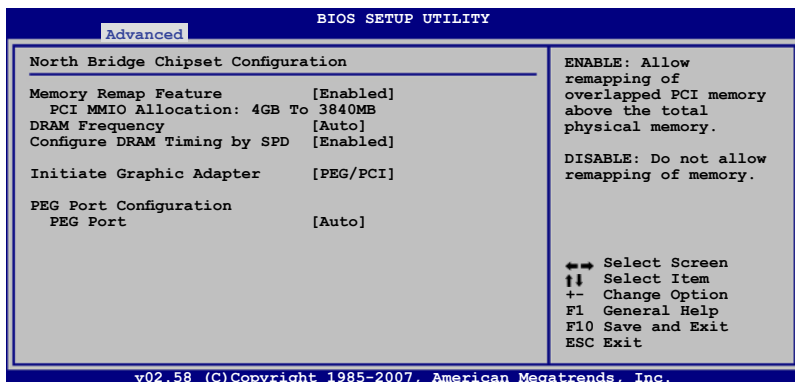 BIOS SETUP UTILITY
Advanced
North Bridge Chipset Configuration
Memory Remap Feature [Enabled]
PCI MMIO Allocation: 4GB To 3840MB
DRAM Frequency [Auto]
Configure DRAM Timing by SPD [Enabled]
Initiate Graphic Adapter [PEG/PCI]
PEG Port Configuration
PEG Port [Auto]
ENABLE: Allow
remapping of
overlapped PCI memory
above the total
physical memory.
DISABLE: Do not allow
remapping of memory.
←→ Select Screen
↑↓ Select Item
+- Change Option
F1 General Help
F10 Save and Exit
ESC Exit
v02.58 (C)Copyright 1985-2007, American Megatrends, Inc.